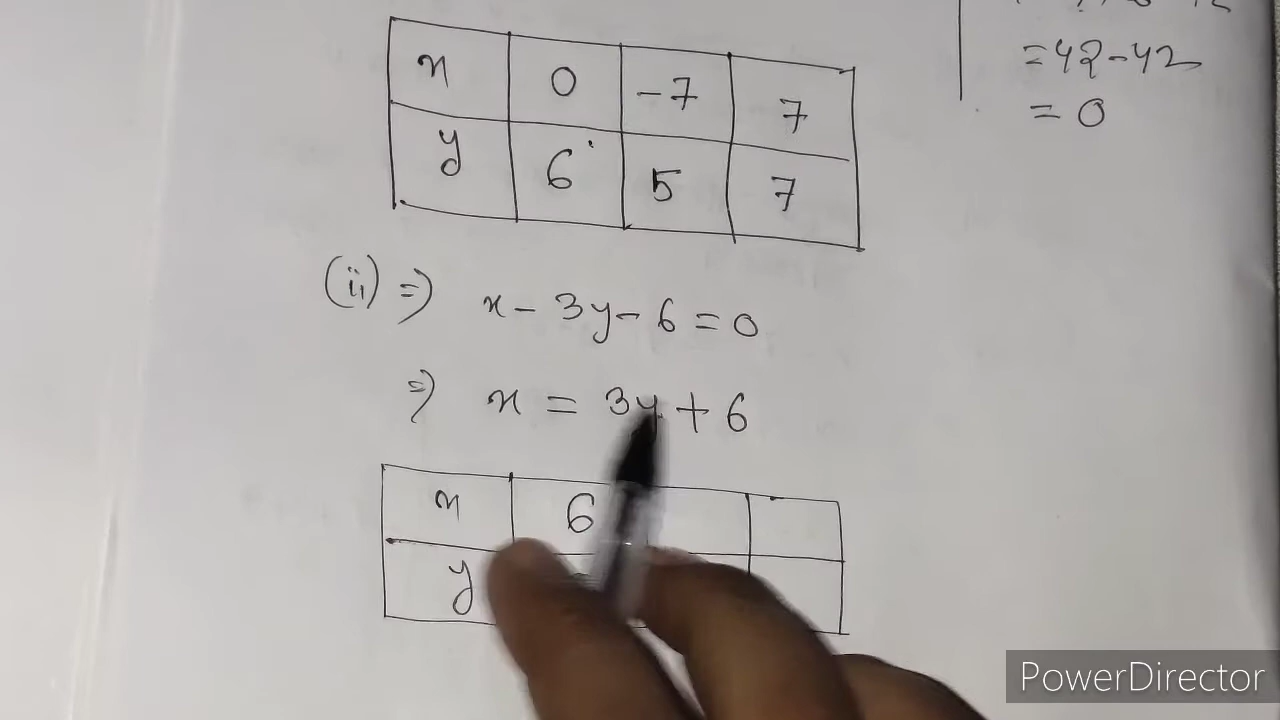 x 0 -7 7
y 6 5 7
= 42 - 42
= 0
(ii) => x - 3y - 6 = 0
=> x = 3y + 6
x 6
y
PowerDirector